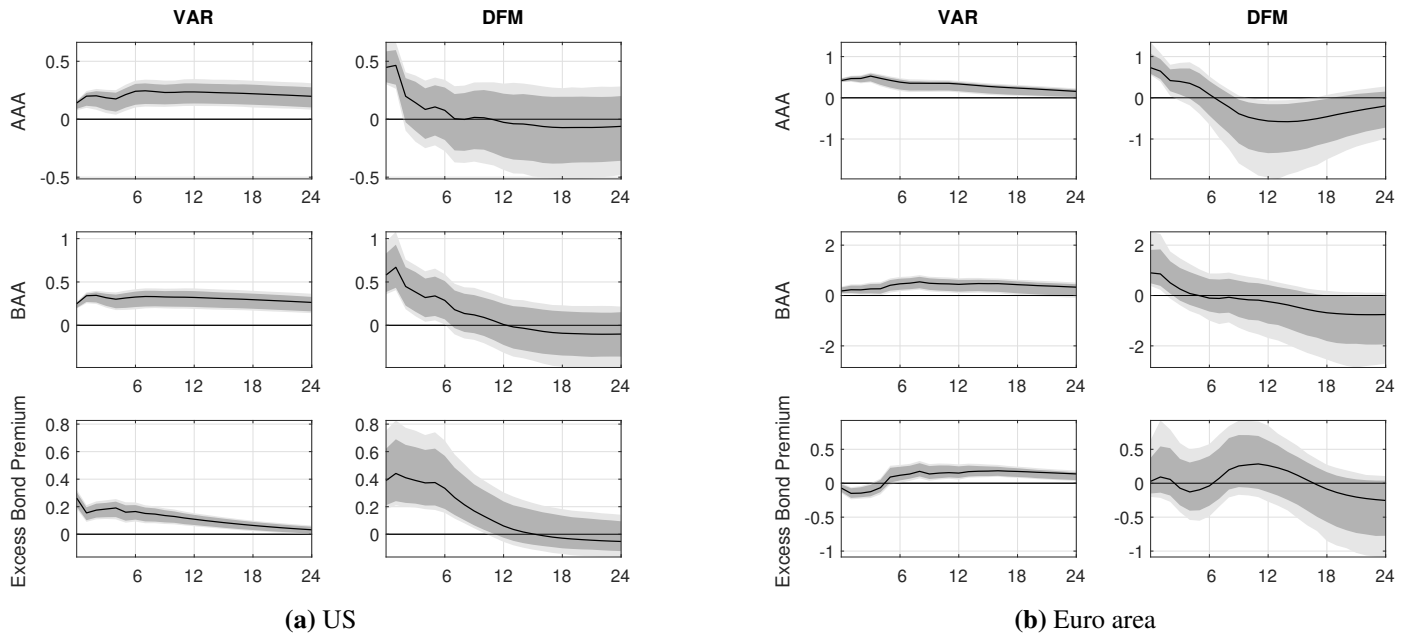 VAR DFM VAR DFM
AAA 0.5 0 -0.5 6 12 18 24 0.5 0 -0.5 6 12 18 24 AAA 1 0 -1 6 12 18 24 1 0 -1 6 12 18 24
BAA 1 0.5 0 6 12 18 24 1 0.5 0 6 12 18 24 BAA 2 0 -2 6 12 18 24 2 0 -2 6 12 18 24
Excess Bond Premium 0.8 0.6 0.4 0.2 0 6 12 18 24 0.8 0.6 0.4 0.2 0 6 12 18 24 Excess Bond Premium 0.5 0 -0.5 -1 6 12 18 24 0.5 0 -0.5 -1 6 12 18 24
(a) US (b) Euro area